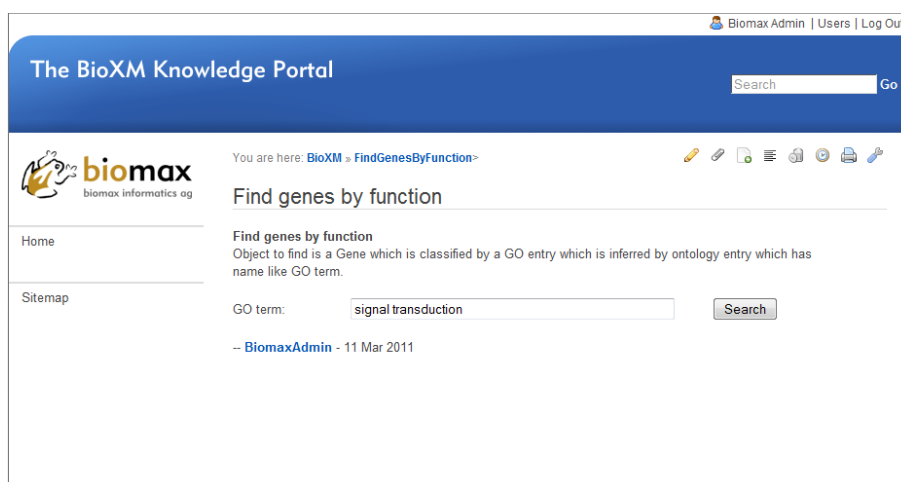 Biomax Admin | Users | Log Ou
The BioXM Knowledge Portal
Search Go
biomax
biomax informatics ag
You are here: BioXM » FindGenesByFunction>
Find genes by function
Home
Find genes by function
Object to find is a Gene which is classified by a GO entry which is inferred by ontology entry which has
name like GO term.
Sitemap
GO term: signal transduction Search
-- BiomaxAdmin - 11 Mar 2011